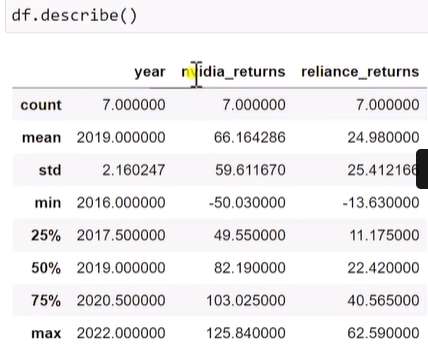 df.describe()
year nvidia_returns reliance_returns
count 7.000000 7.000000 7.000000
mean 2019.000000 66.164286 24.980000
std 2.160247 59.611670 25.412166
min 2016.000000 -50.030000 -13.630000
25% 2017.500000 49.550000 11.175000
50% 2019.000000 82.190000 22.420000
75% 2020.500000 103.025000 40.565000
max 2022.000000 125.840000 62.590000